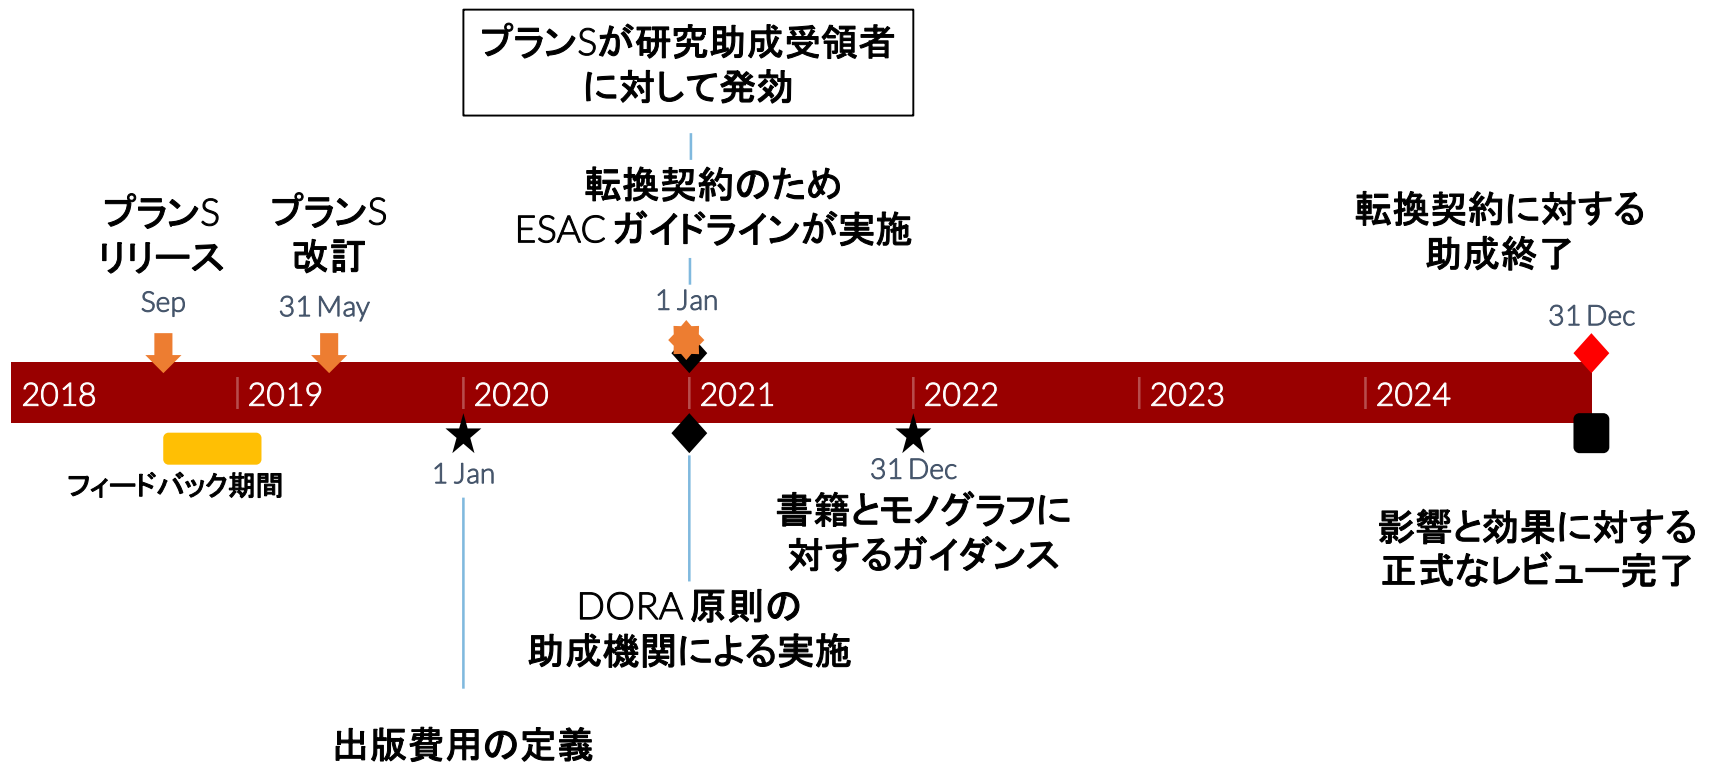 プランSが研究助成受領者
に対して発効
転換契約のため
ESAC ガイドラインが実施
1 Jan
プランS
リリース
Sep
プランS
改訂
31 May
転換契約に対する
助成終了
31 Dec
2018
2019
2020
2021
2022
2023
2024
フィードバック期間
1 Jan
31 Dec
書籍とモノグラフに
対するガイダンス
影響と効果に対する
正式なレビュー完了
DORA 原則の
助成機関による実施
出版費用の定義